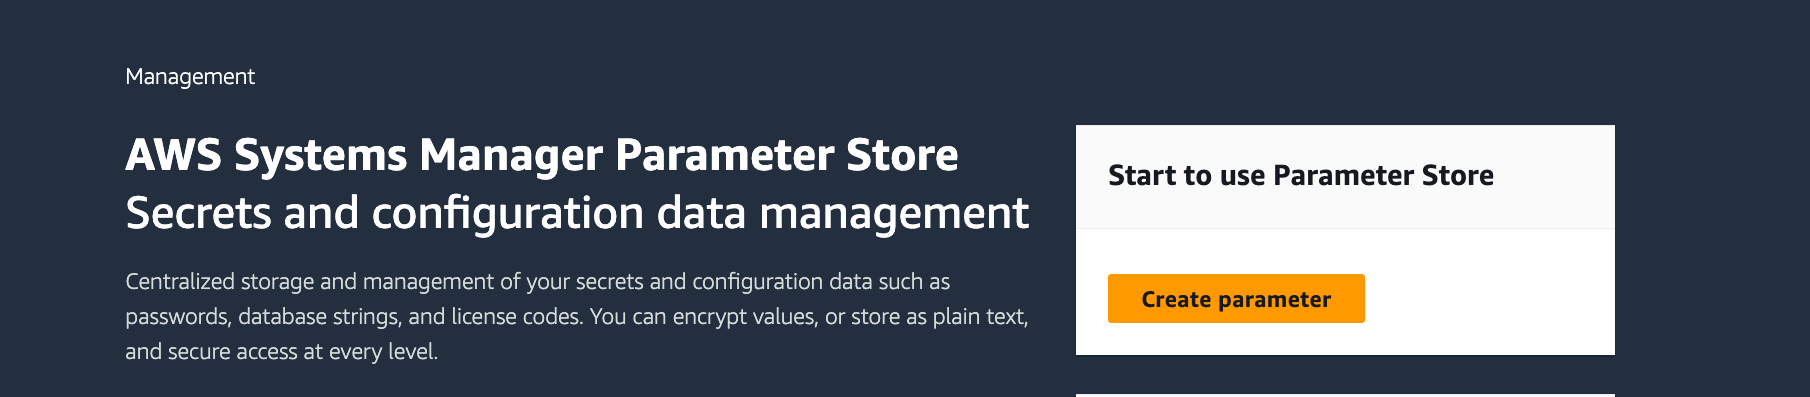 Management
AWS Systems Manager Parameter Store
Secrets and configuration data management
Centralized storage and management of your secrets and configuration data such as
passwords, database strings, and license codes. You can encrypt values, or store as plain text,
and secure access at every level.
Start to use Parameter Store
Create parameter